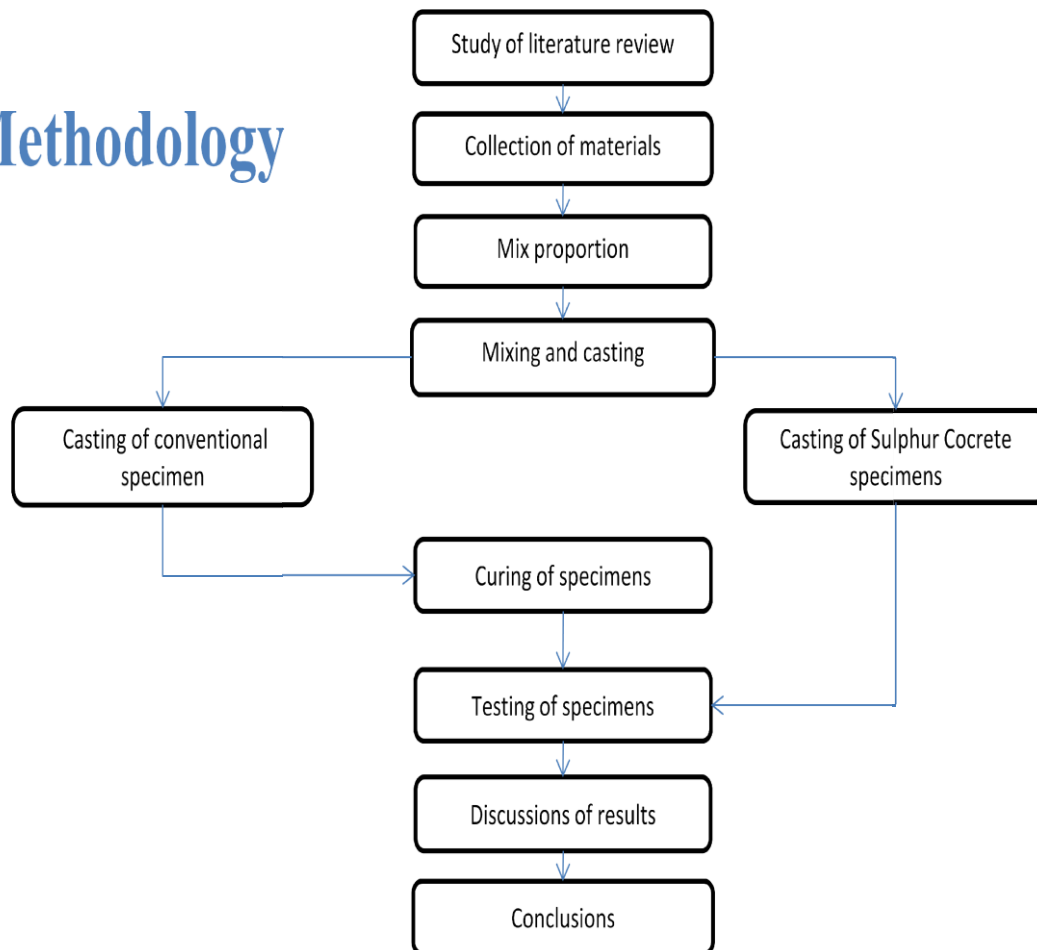 Study of literature review
Methodology
Collection of materials
Mix proportion
Mixing and casting
Casting of conventional
specimen
Casting of Sulphur Cocrete
specimens
Curing of specimens
Testing of specimens
Discussions of results
Conclusions